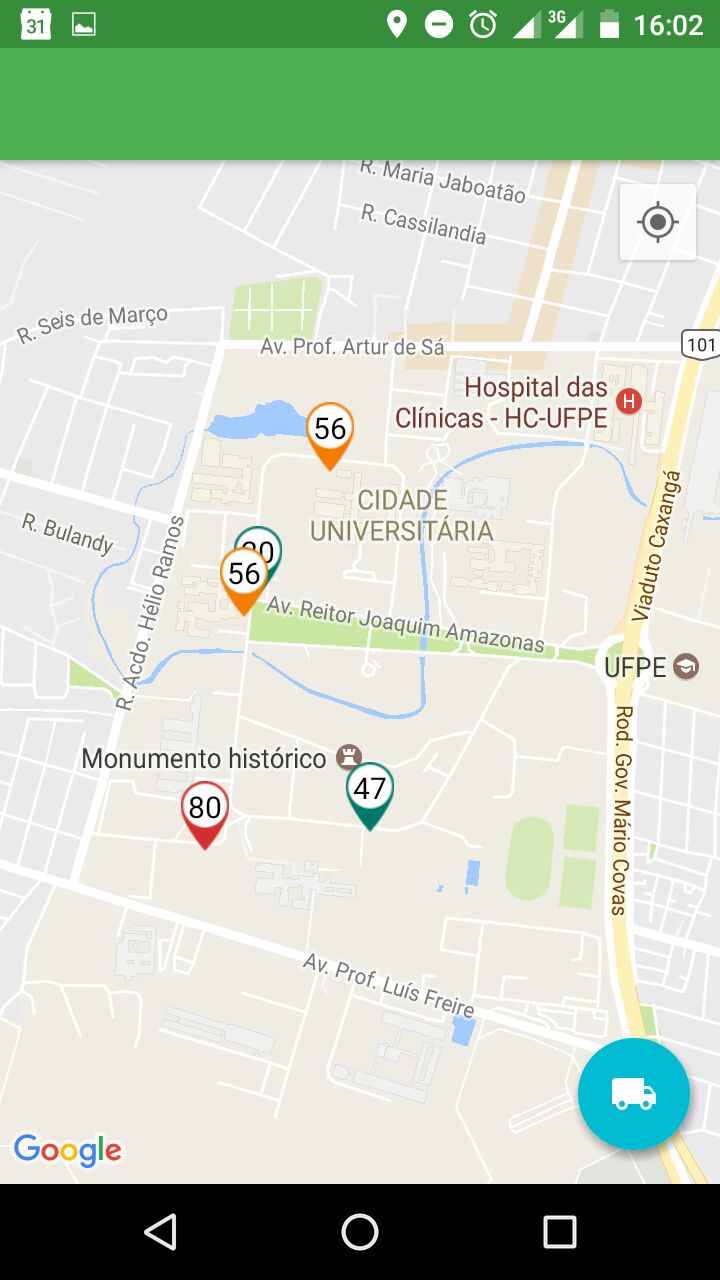 31
3G
16:02
R. Maria Jaboatão
R. Cassilandia
R. Seis de Março
Av. Prof. Artur de Sá
101
Hospital das
Clínicas - HC-UFPE
H
56
CIDADE
UNIVERSITÁRIA
R. Bulandy
R. Acdo. Hélio Ramos
Viaduto Caxangá
56
Av. Reitor Joaquim Amazonas
UFPE
Rod. Gov. Mário Covas
Monumento histórico
47
80
Av. Prof. Luís Freire
Google